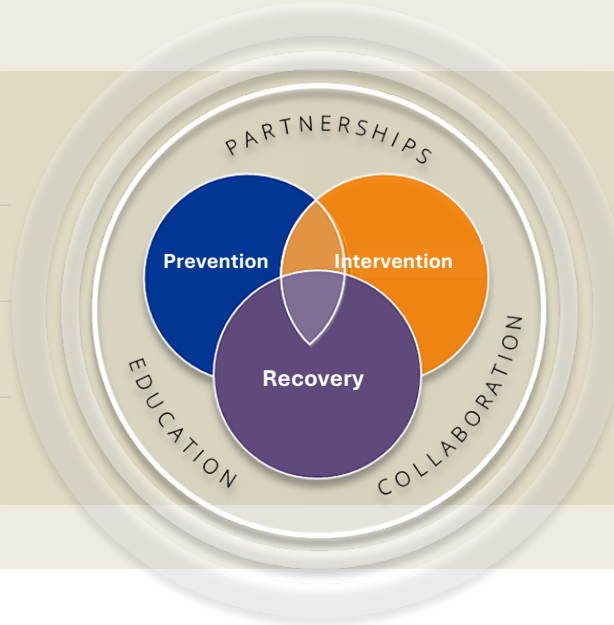 PARTNERSHIPS
Prevention
Intervention
Recovery
EDUCATION
COLLABORATION